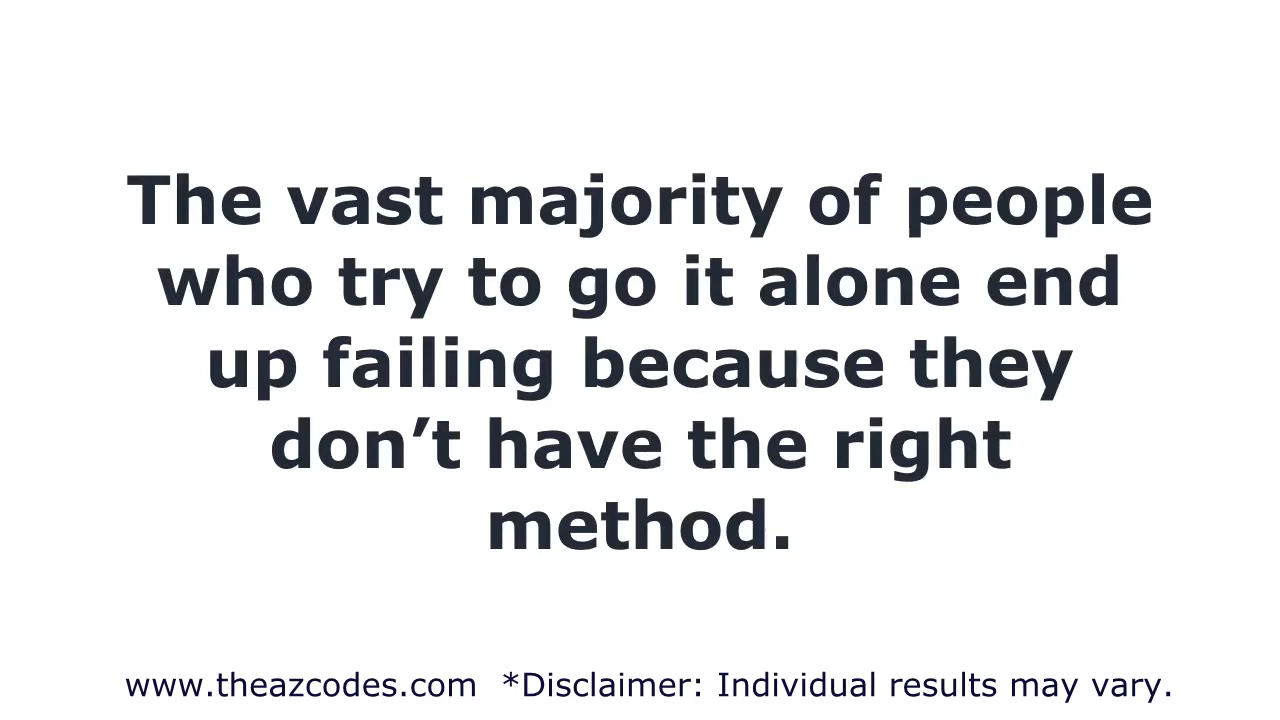 The vast majority of people
who try to go it alone end
up failing because they
don’t have the right
method.
www.theazcodes.com *Disclaimer: Individual results may vary.